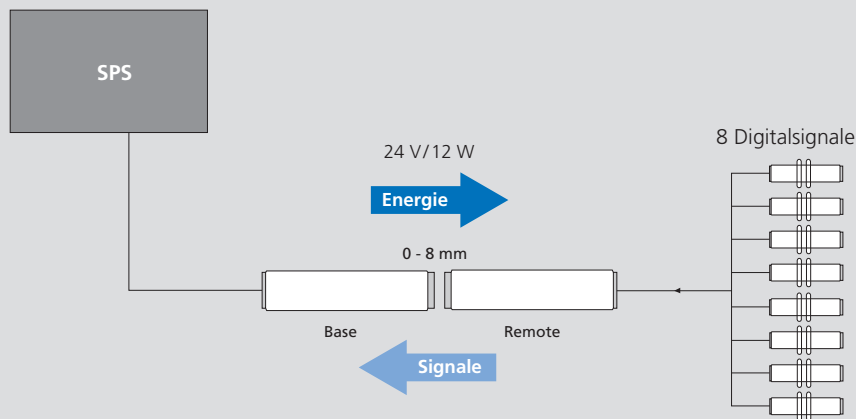 SPS
8 Digitalsignale
24 V/12 W
Energie
0 - 8 mm
Base
Remote
Signale